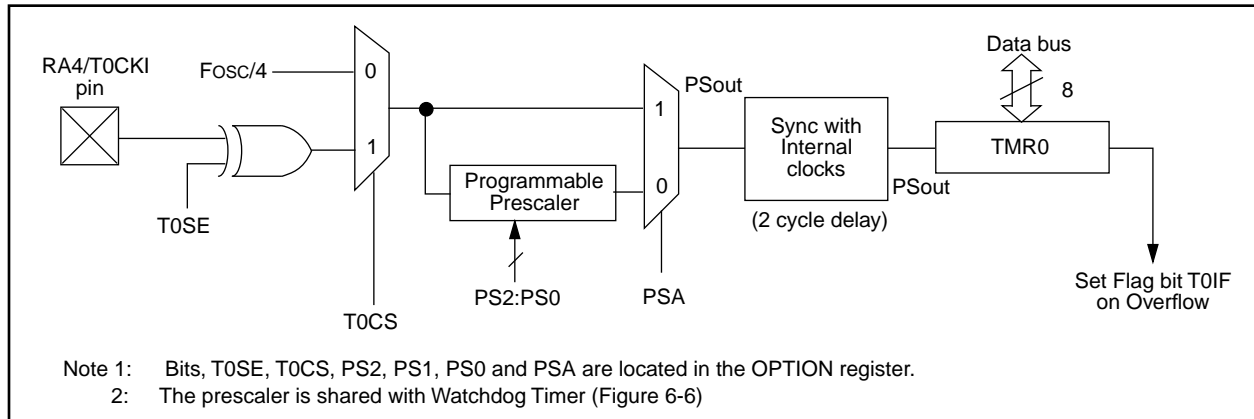 RA4/T0CKI
pin
FOSC/4
0
1
T0SE
T0CS
Programmable
Prescaler
PS2:PS0
1
0
PSA
PSout
Sync with
Internal
clocks
(2 cycle delay)
PSout
Data bus
8
TMR0
Set Flag bit T0IF
on Overflow
Note 1: Bits, T0SE, T0CS, PS2, PS1, PS0 and PSA are located in the OPTION register.
2: The prescaler is shared with Watchdog Timer (Figure 6-6)